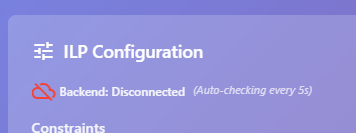 ILP Configuration
Backend: Disconnected (Auto-checking every 5s)
Constraints